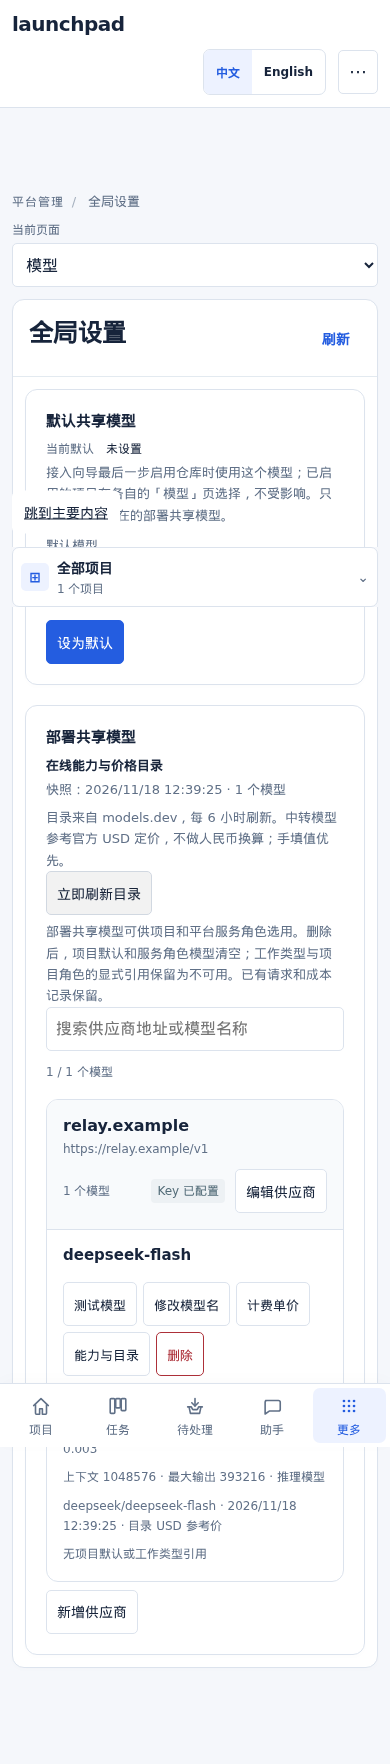 launchpad
中文 English ...
平台管理 / 全局设置
当前页面
模型
全局设置
刷新
默认共享模型
当前默认 未设置
接入向导最后一步启用仓库时使用这个模型；已启
各自的「模型」页选择，不受影响。只
跳到主要内容
在的部署共享模型。
默认模型
全部项目
1 个项目
设为默认
部署共享模型
在线能力与价格目录
快照：2026/11/18 12:39:25 · 1 个模型
目录来自 models.dev，每 6 小时刷新。中转模型
参考官方 USD 定价，不做人民币换算；手填值优
先。
立即刷新目录
部署共享模型可供项目和平台服务角色选用。删除
后，项目默认和服务角色模型清空；工作类型与项
目角色的显式引用保留为不可用。已有请求和成本
记录保留。
搜索供应商地址或模型名称
1 / 1 个模型
relay.example
https://relay.example/v1
1 个模型 Key 已配置 编辑供应商
deepseek-flash
测试模型 修改模型名 计费单价
能力与目录 删除
项目 任务 待处理 助手 更多
0.003
上下文 1048576 · 最大输出 393216 · 推理模型
deepseek/deepseek-flash · 2026/11/18
12:39:25 · 目录 USD 参考价
无项目默认或工作类型引用
新增供应商